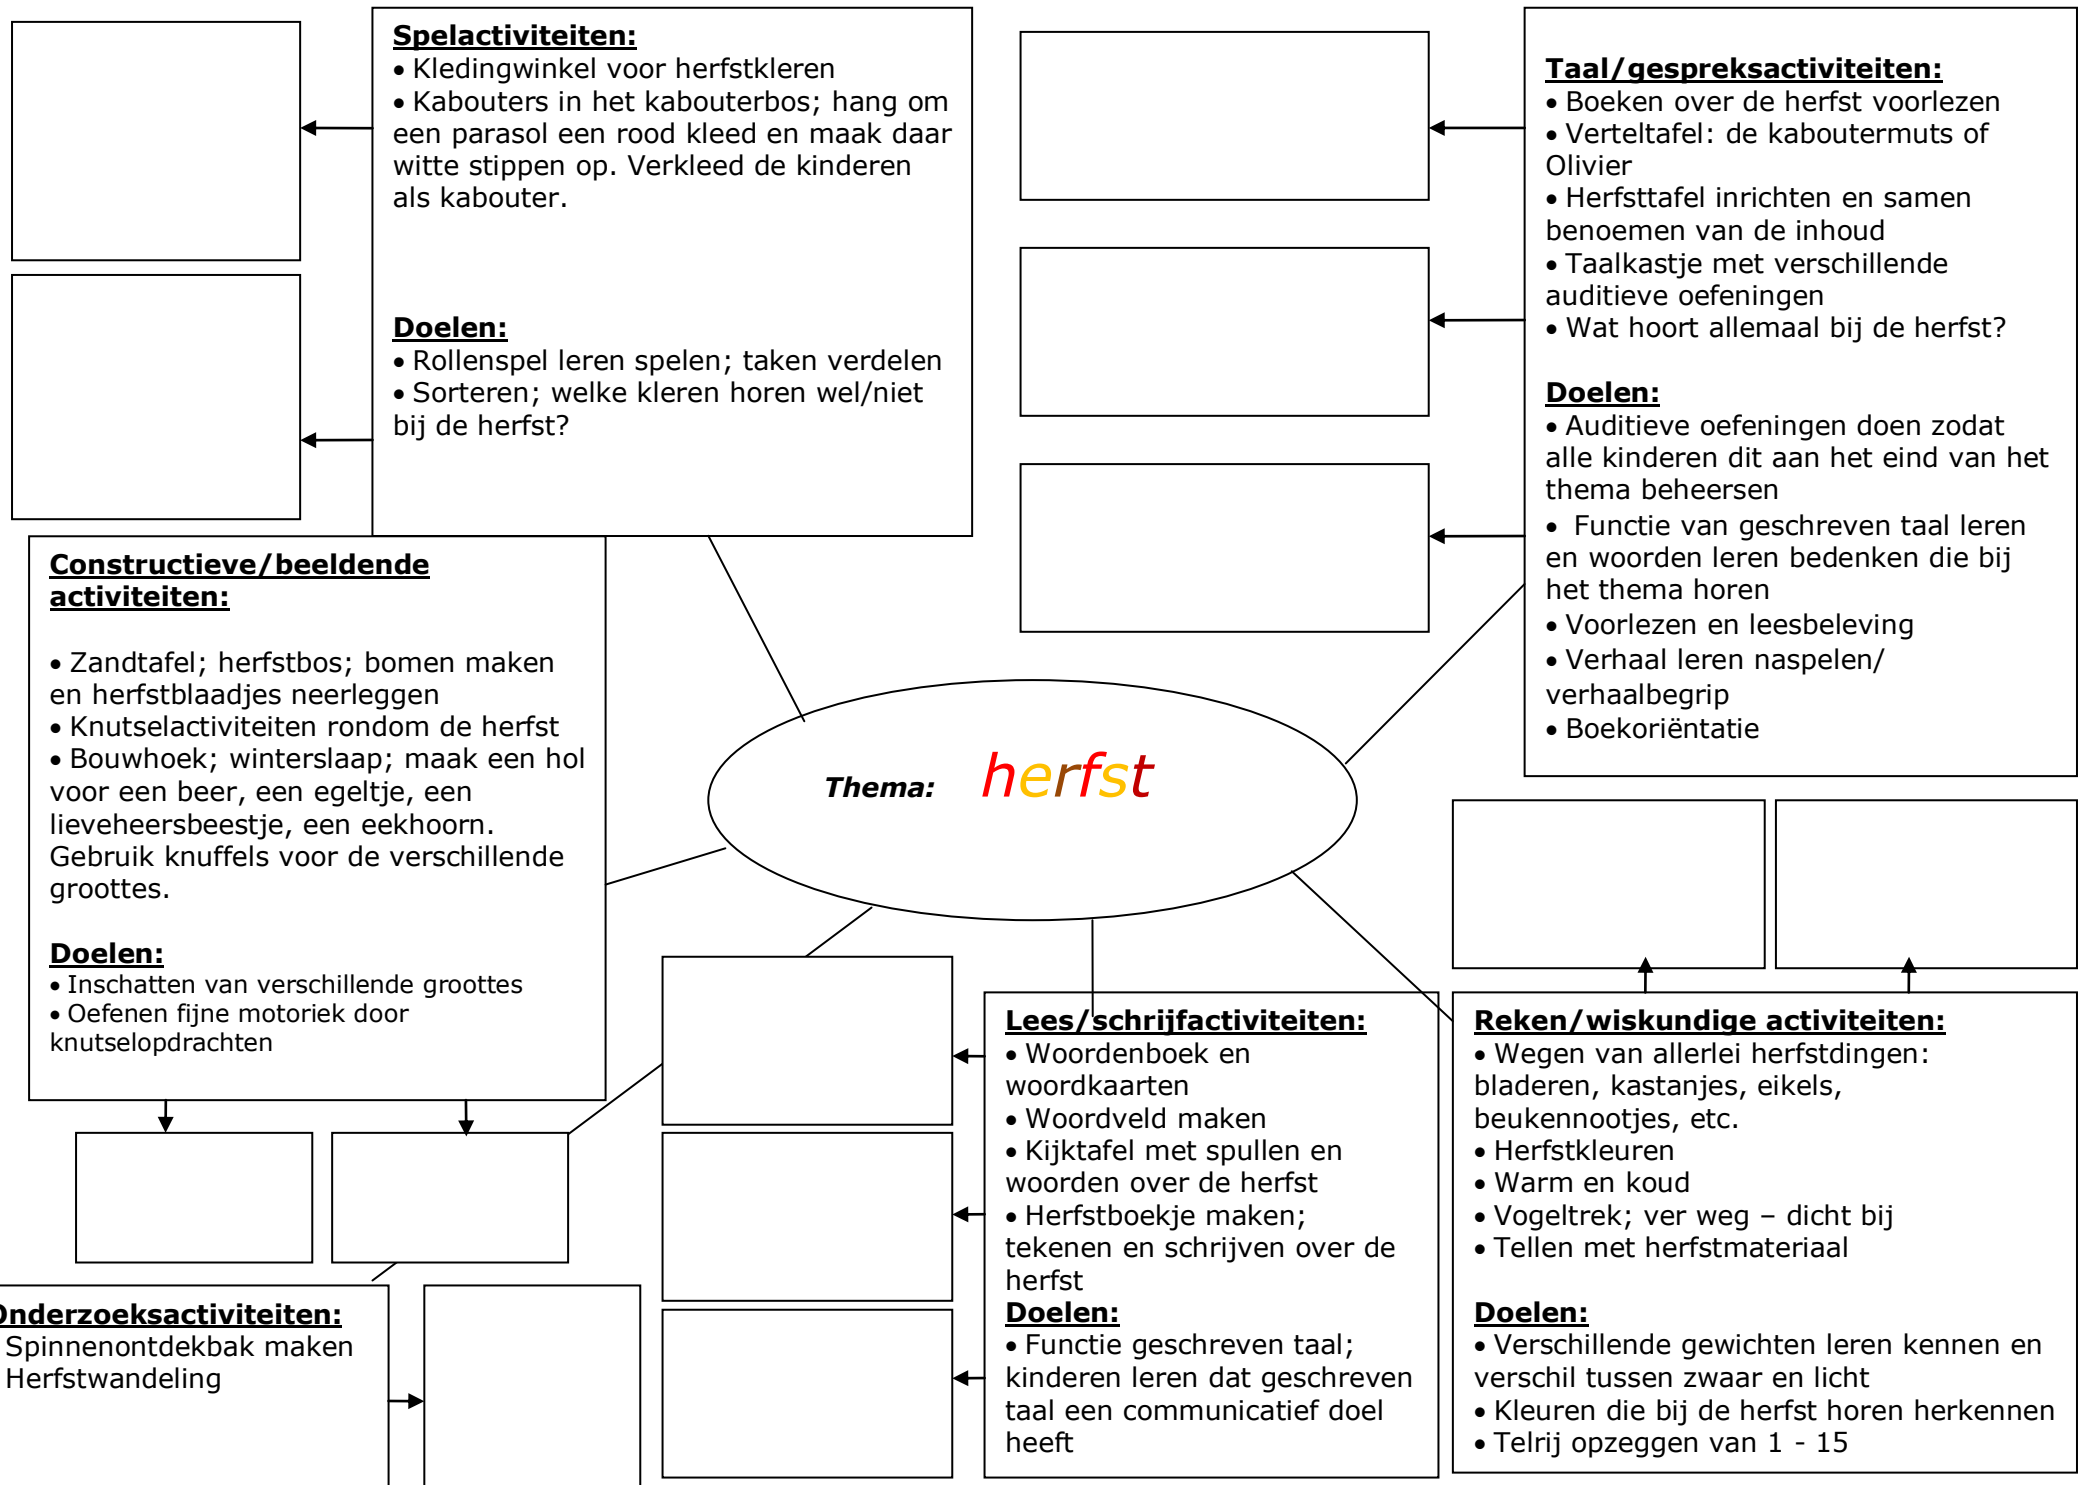 Spelactiviteiten:
• Kledingwinkel voor herfstkleren
• Kabouters in het kabouterbos; hang om
een parasol een rood kleed en maak daar
witte stippen op. Verkleed de kinderen
als kabouter.
Doelen:
• Rollenspel leren spelen; taken verdelen
• Sorteren; welke kleren horen wel/niet
bij de herfst?
Taal/gespreksactiviteiten:
• Boeken over de herfst voorlezen
• Verteltafel: de kaboutermuts of
Olivier
• Herfsttafel inrichten en samen
benoemen van de inhoud
• Taalkastje met verschillende
auditieve oefeningen
• Wat hoort allemaal bij de herfst?
Doelen:
• Auditieve oefeningen doen zodat
alle kinderen dit aan het eind van het
thema beheersen
• Functie van geschreven taal leren
en woorden leren bedenken die bij
het thema horen
• Voorlezen en leesbeleving
• Verhaal leren naspelen/
verhaalbegrip
• Boekoriëntatie
Constructieve/beeldende
activiteiten:
• Zandtafel; herfstbos; bomen maken
en herfstblaadjes neerleggen
• Knutselactiviteiten rondom de herfst
• Bouwhoek; winterslaap; maak een hol
voor een beer, een egeltje, een
lieveheersbeestje, een eekhoorn.
Gebruik knuffels voor de verschillende
groottes.
Doelen:
• Inschatten van verschillende groottes
• Oefenen fijne motoriek door
knutselopdrachten
Thema: herfst
Lees/schrijfactiviteiten:
• Woordenboek en
woordkaarten
• Woordveld maken
• Kijktafel met spullen en
woorden over de herfst
• Herfstboekje maken;
tekenen en schrijven over de
herfst
Doelen:
• Functie geschreven taal;
kinderen leren dat geschreven
taal een communicatief doel
heeft
Reken/wiskundige activiteiten:
• Wegen van allerlei herfstdingen:
bladeren, kastanjes, eikels,
beukennootjes, etc.
• Herfstkleuren
• Warm en koud
• Vogeltrek; ver weg – dicht bij
• Tellen met herfstmateriaal
Doelen:
• Verschillende gewichten leren kennen en
verschil tussen zwaar en licht
• Kleuren die bij de herfst horen herkennen
• Telrij opzeggen van 1 - 15
Onderzoeksactiviteiten:
Spinnenontdekbak maken
Herfstwandeling